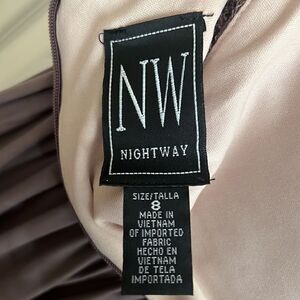 NW
NIGHTWAY
SIZE/TALLA
8
MADE IN
VIETNAM
OF IMPORTED
FABRIC
HECHO EN
VIETNAM
DE TELA
IMPORTADA